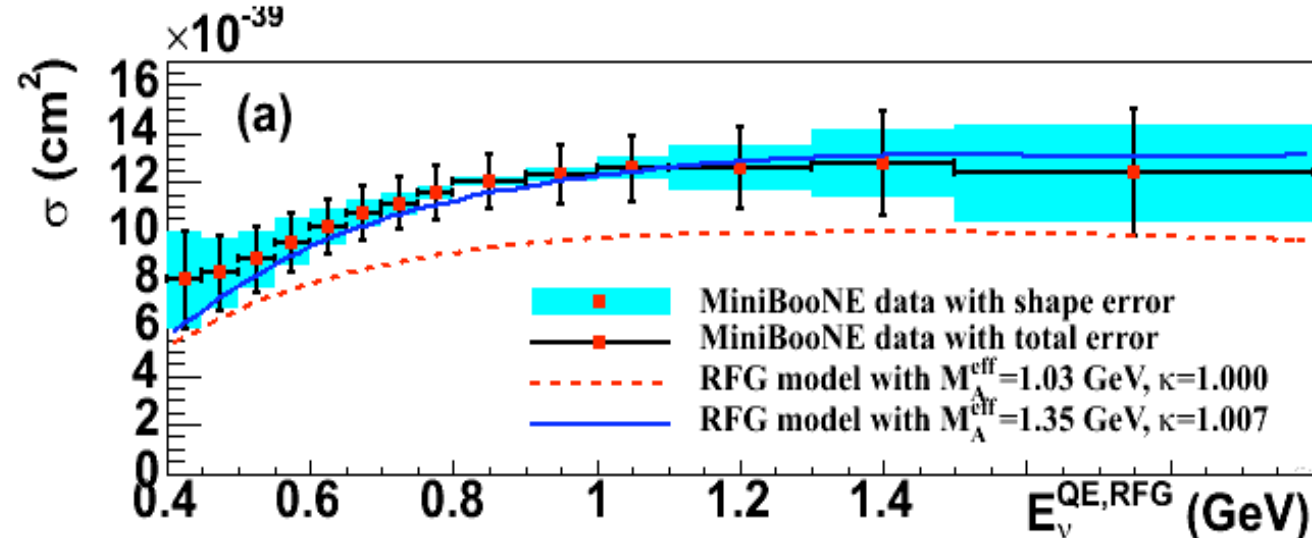 ×10⁻³⁹
σ (cm²)
16
14
12
10
8
6
4
2
0
(a)
MiniBooNE data with shape error
MiniBooNE data with total error
RFG model with M_A^eff=1.03 GeV, κ=1.000
RFG model with M_A^eff=1.35 GeV, κ=1.007
0.4 0.6 0.8 1 1.2 1.4
E_ν^QE,RFG (GeV)